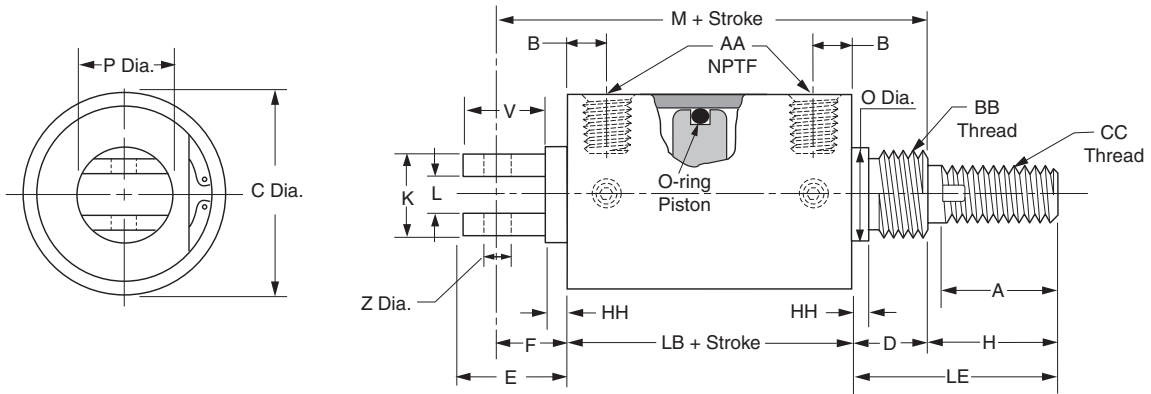 M + Stroke
B
AA
NPTF
B
P Dia.
O Dia.
BB
Thread
V
CC
Thread
C Dia.
K
L
O-ring
Piston
Z Dia.
HH
HH
A
F
LB + Stroke
D
H
E
LE